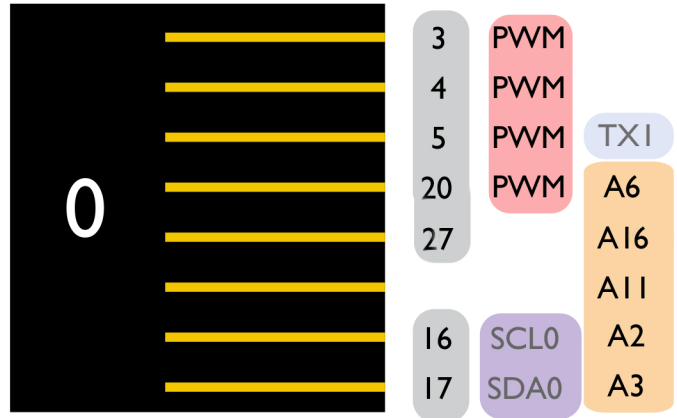 3 PWM
4 PWM
5 PWM TX1
0 20 PWM A6
27 A16
A11
16 SCL0 A2
17 SDA0 A3